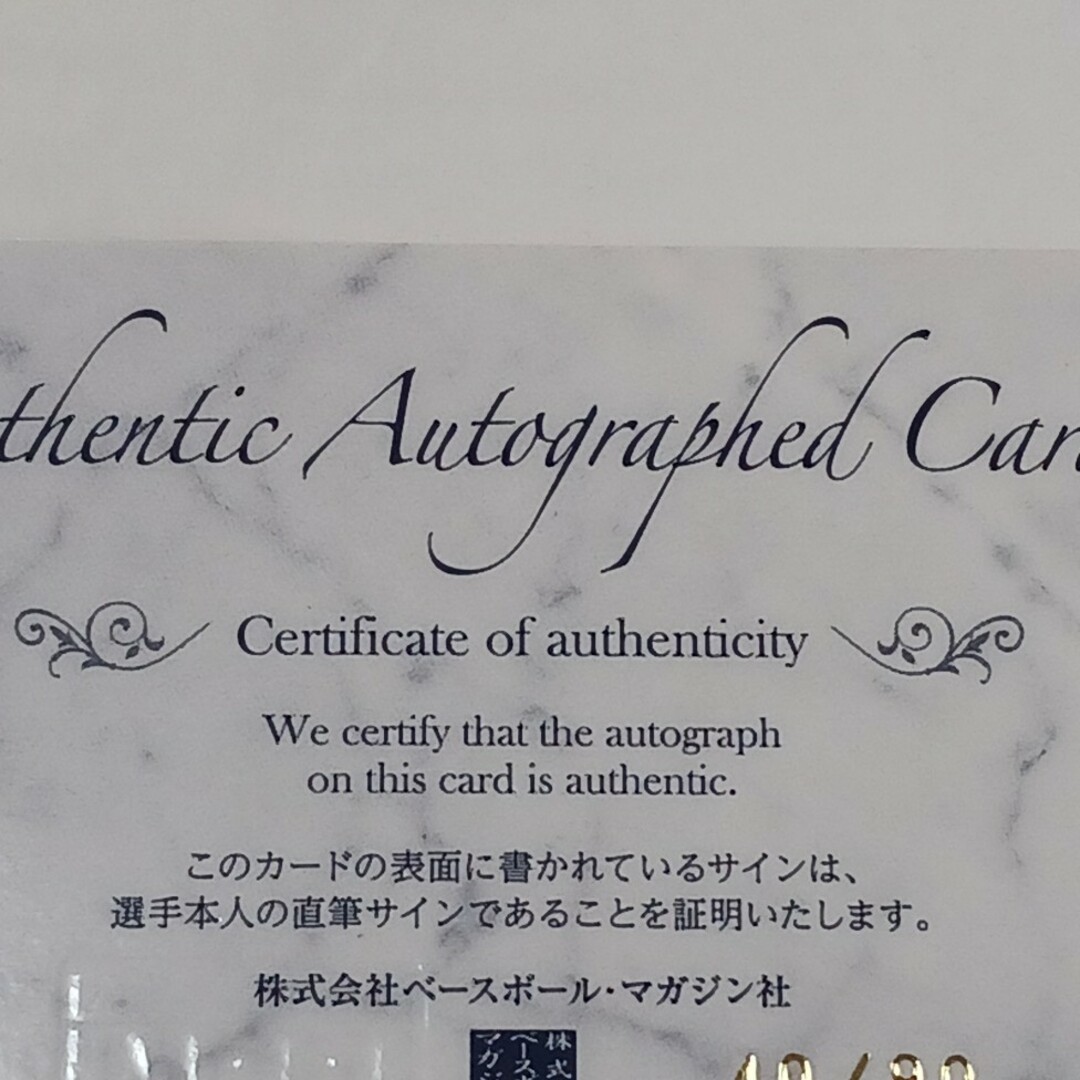 thentic Autographed Car
Certificate of authenticity
We certify that the autograph
on this card is authentic.
このカードの表面に書かれているサインは、
選手本人の直筆サインであることを証明いたします。
株式会社ベースボール・マガジン社